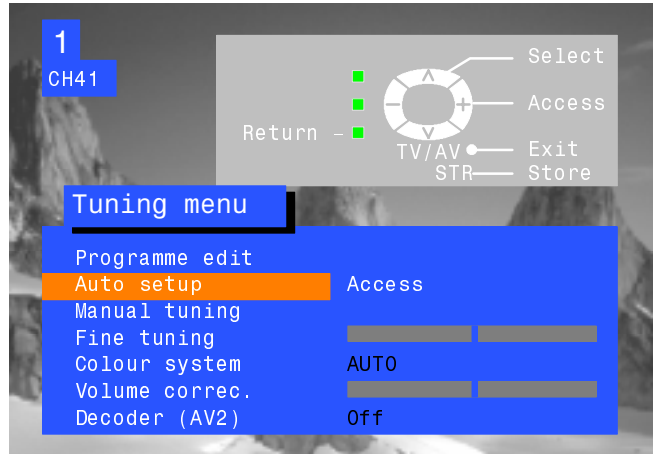 1
CH41
Select
Access
Return –
TV/AV Exit
STR Store
Tuning menu
Programme edit
Auto setup Access
Manual tuning
Fine tuning
Colour system AUTO
Volume correc.
Decoder (AV2) Off